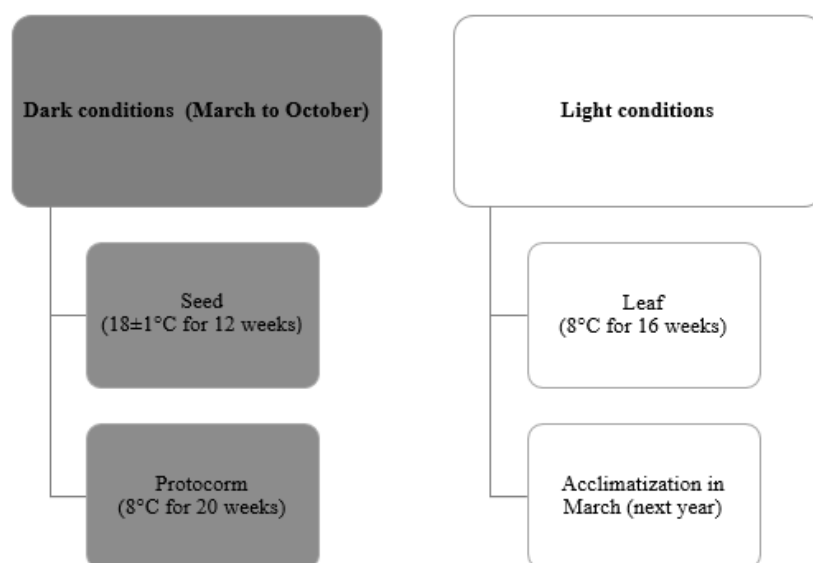 Dark conditions (March to October)
Seed
(18±1°C for 12 weeks)
Protocorm
(8°C for 20 weeks)
Light conditions
Leaf
(8°C for 16 weeks)
Acclimatization in
March (next year)